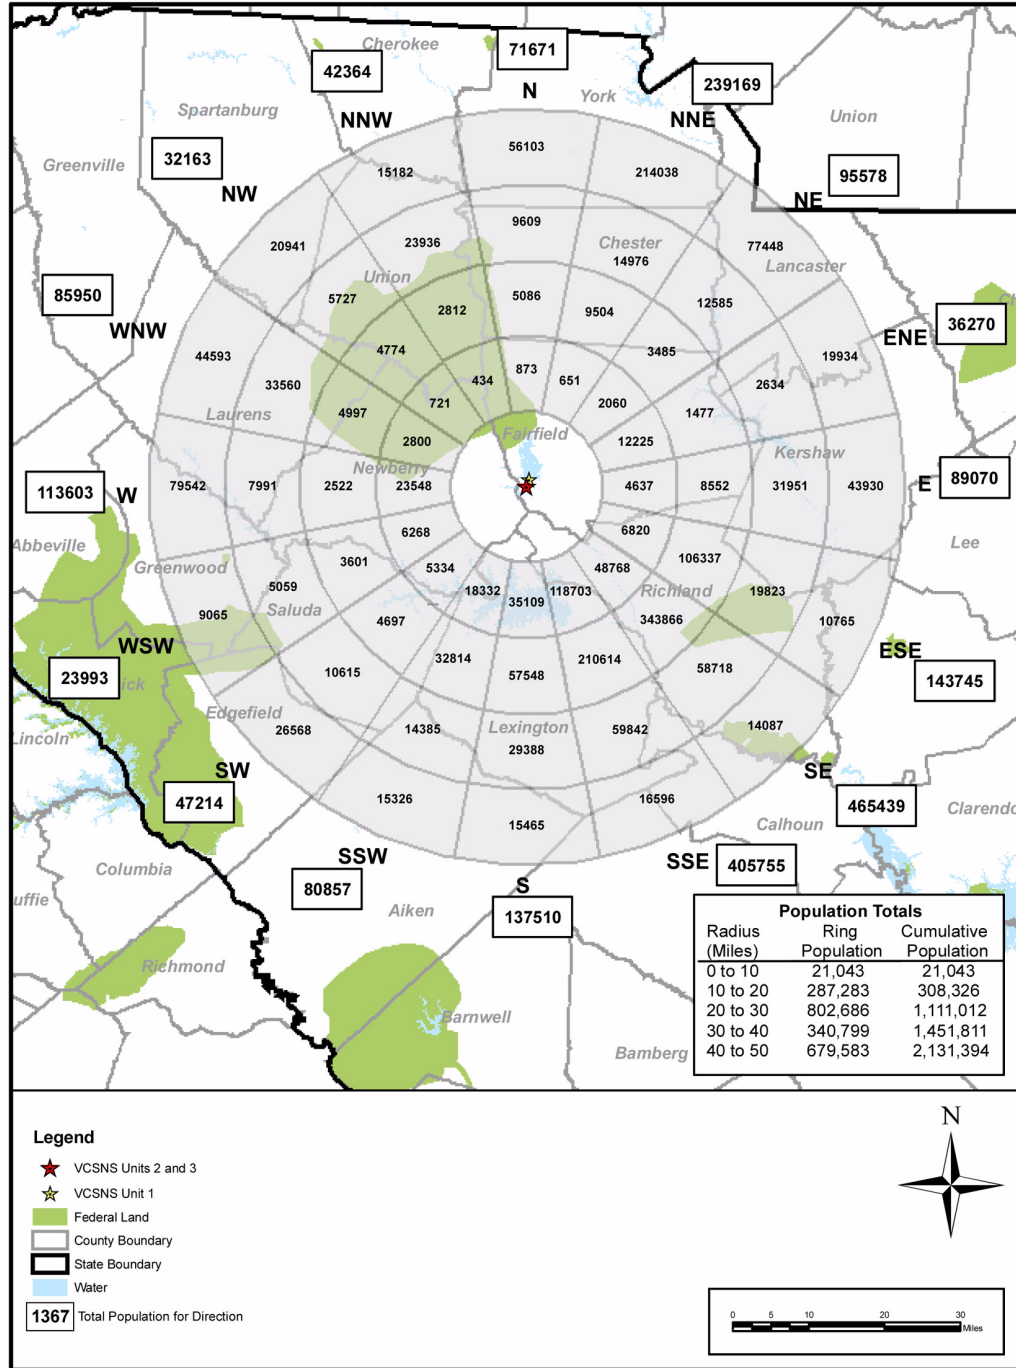 Cherokee
71671
42364
239169
N
York
Spartanburg
NNW
NNE
Union
56103
32163
Greenville
15182
214038
95578
NW
NE
9609
20941
23936
Chester
77448
14976
Lancaster
Union
85950
5727
2812
5086
9504
12585
36270
WNW
ENE
44593
4774
3485
19934
33560
434
873
651
2634
Laurens
4997
721
2060
1477
2800
Fairfield
12225
Kershaw
Newberry
113603
W
79542
7991
2522
23548
4637
8552
31951
43930
E
89070
Abbeville
6268
6820
Lee
Greenwood
3601
5334
48768
106337
5059
18332
35109
118703
Richland
19823
9065
Saluda
4697
343866
10765
WSW
ESE
23993
ick
10615
32814
57548
210614
58718
143745
Edgefield
Lincoln
26568
14385
Lexington
59842
14087
29388
SW
SE
47214
15326
16596
465439
15465
Calhoun
Clarendo
Columbia
SSW
SSE
405755
80857
S
uffie
Aiken
137510
Richmond
Barnwell
Bamberg
Population Totals
Radius Ring Cumulative
(Miles) Population Population
0 to 10 21,043 21,043
10 to 20 287,283 308,326
20 to 30 802,686 1,111,012
30 to 40 340,799 1,451,811
40 to 50 679,583 2,131,394
Legend
VCSNS Units 2 and 3
VCSNS Unit 1
Federal Land
County Boundary
State Boundary
Water
1367 Total Population for Direction
N
0 5 10 20 30
Miles